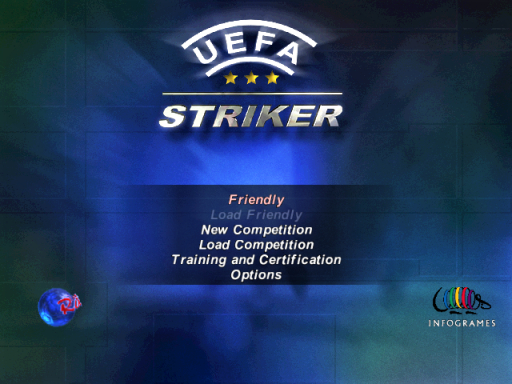 UEFA
STRIKER
Friendly
Load Friendly
New Competition
Load Competition
Training and Certification
Options
INFOGRAMES